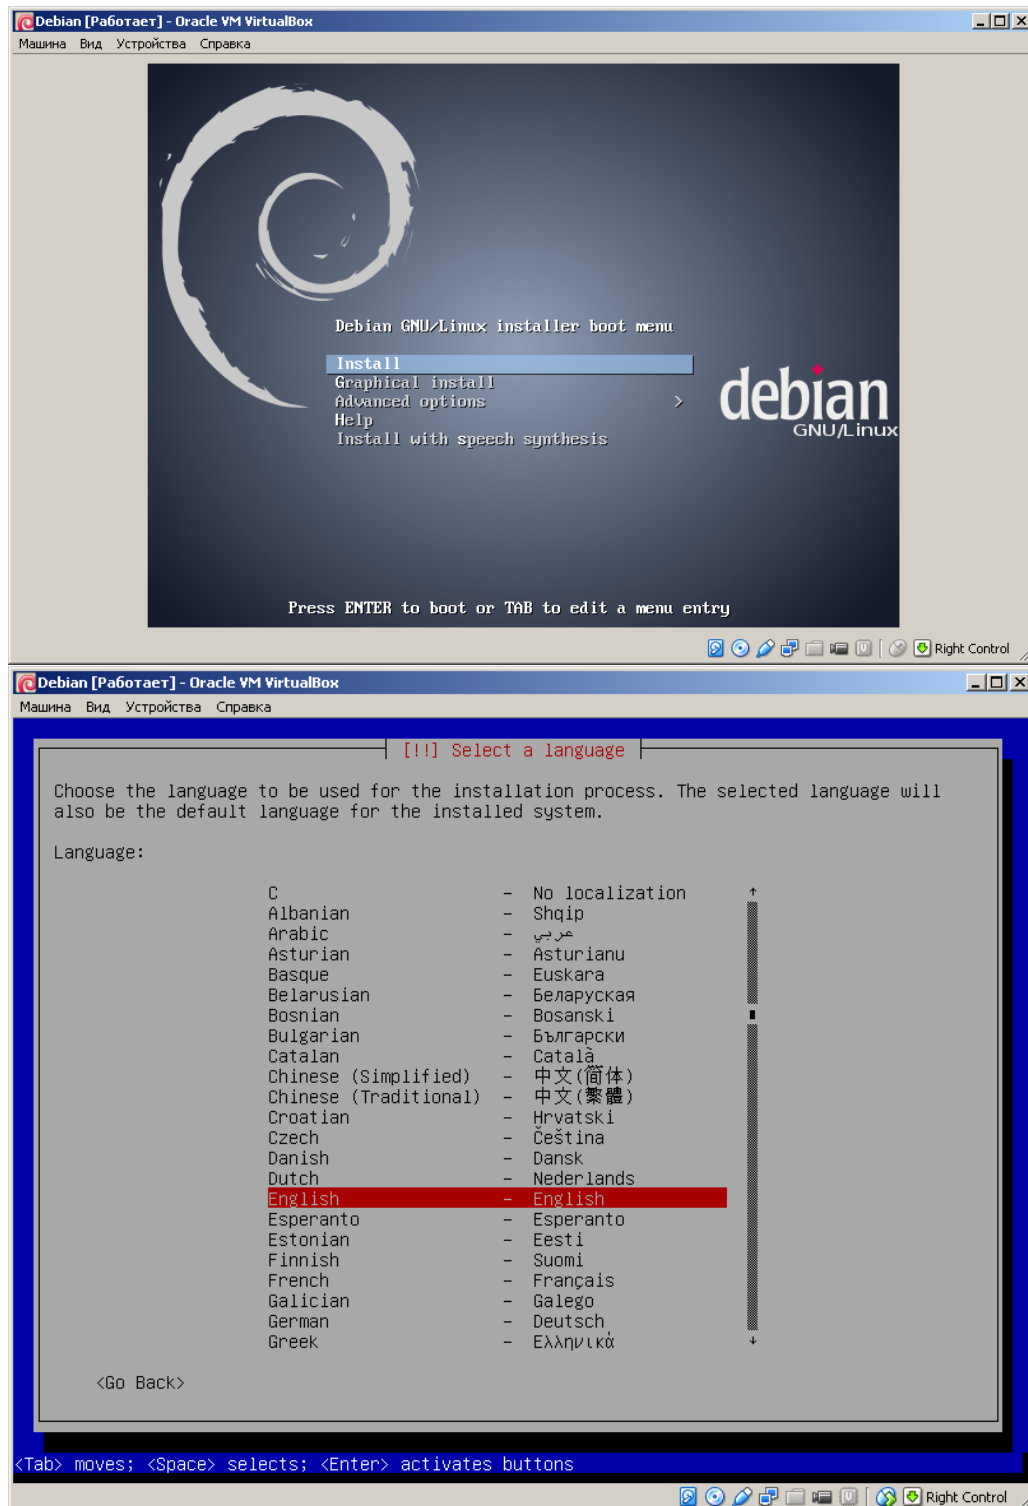 Debian [Работает] - Oracle VM VirtualBox
Машина Вид Устройства Справка
Debian GNU/Linux installer boot menu
Install
Graphical install
Advanced options >
Help
Install with speech synthesis
debian
GNU/Linux
Press ENTER to boot or TAB to edit a menu entry
Right Control
Debian [Работает] - Oracle VM VirtualBox
Машина Вид Устройства Справка
[!!] Select a language
Choose the language to be used for the installation process. The selected language will
also be the default language for the installed system.
Language:
C - No localization
Albanian - Shqip
Arabic - عربي
Asturian - Asturianu
Basque - Euskara
Belarusian - Беларуская
Bosnian - Bosanski
Bulgarian - Български
Catalan - Català
Chinese (Simplified) - 中文(简体)
Chinese (Traditional) - 中文(繁體)
Croatian - Hrvatski
Czech - Čeština
Danish - Dansk
Dutch - Nederlands
English - English
Esperanto - Esperanto
Estonian - Eesti
Finnish - Suomi
French - Français
Galician - Galego
German - Deutsch
Greek - Ελληνικά
<Go Back>
<Tab> moves; <Space> selects; <Enter> activates buttons
Right Control